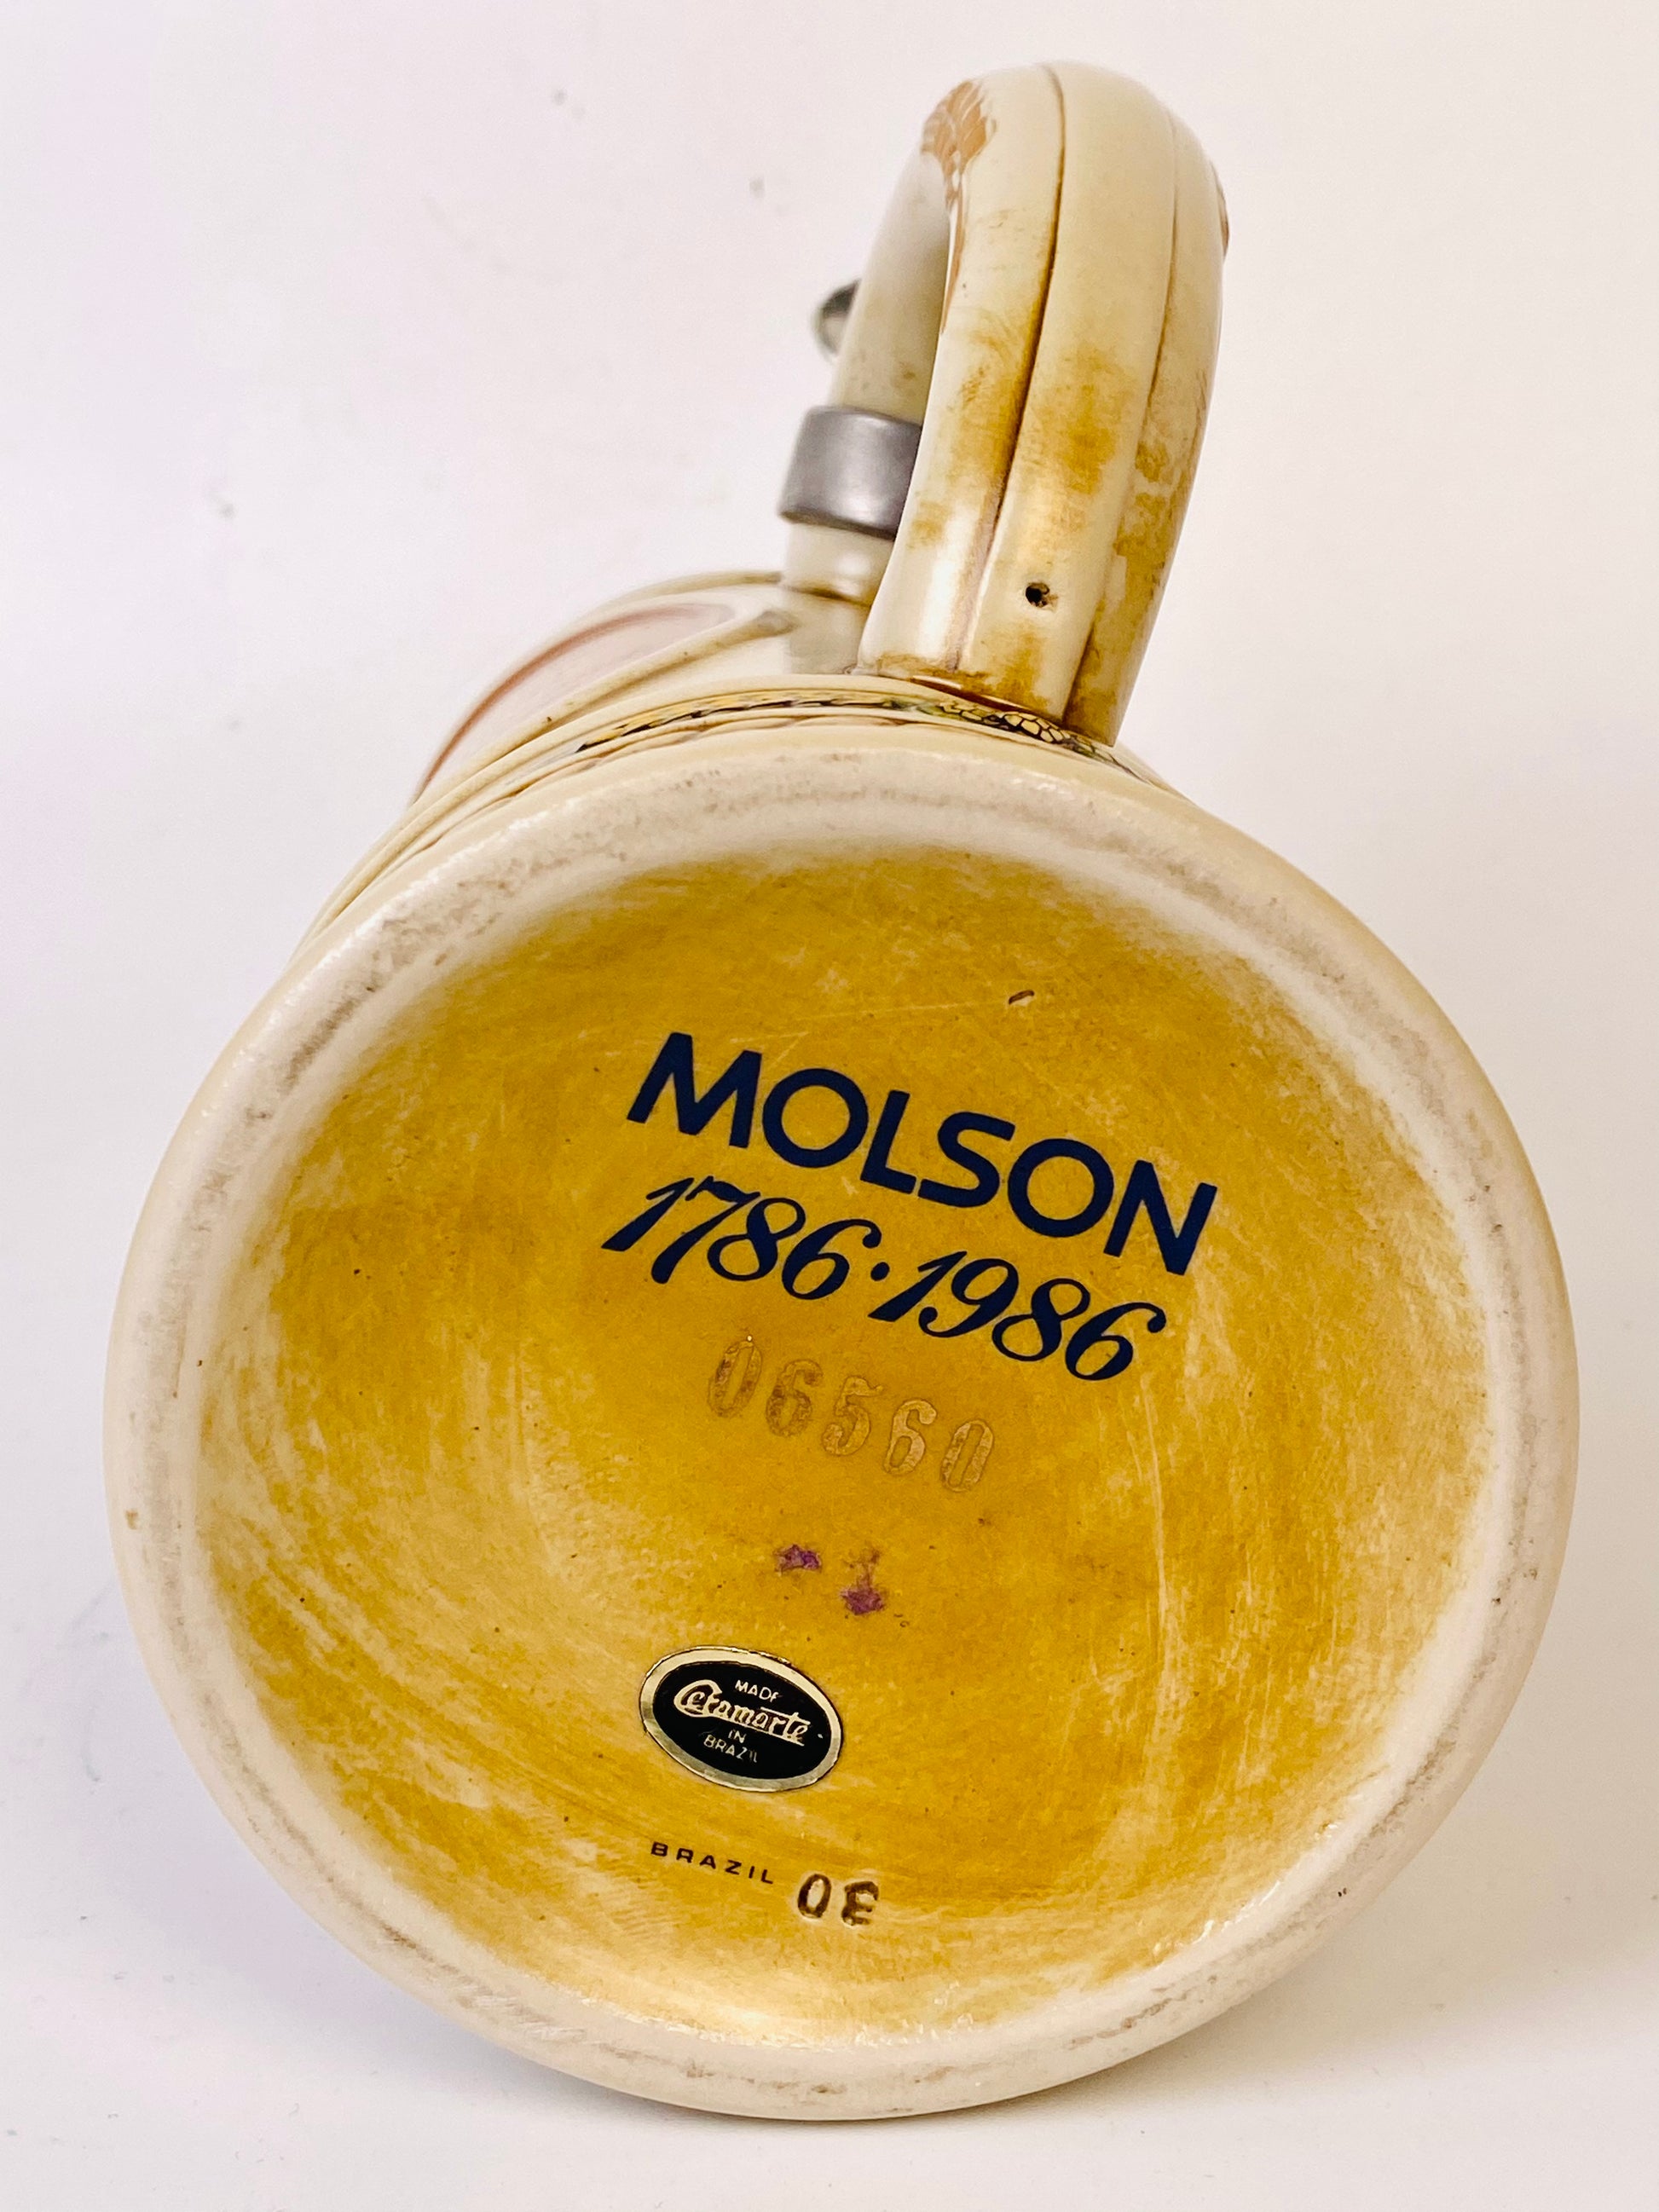 MOLSON
1786·1986
06560
MADE
Ceramarte
IN
BRAZIL
BRAZIL 30